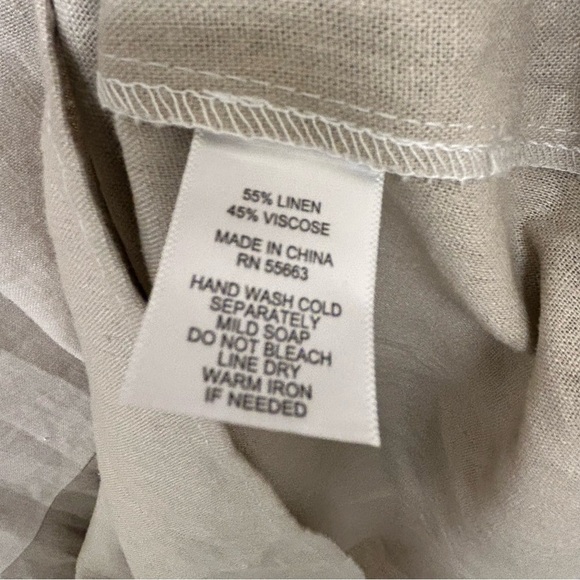 55% LINEN
45% VISCOSE
MADE IN CHINA
RN 55663
HAND WASH COLD
SEPARATELY
MILD SOAP
DO NOT BLEACH
LINE DRY
WARM IRON
IF NEEDED